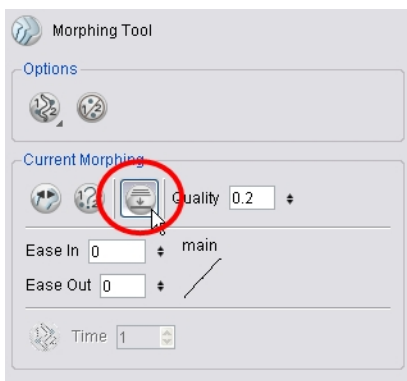 Morphing Tool
Options
Current Morphing
Quality 0.2
Ease In 0 main
Ease Out 0
Time 1